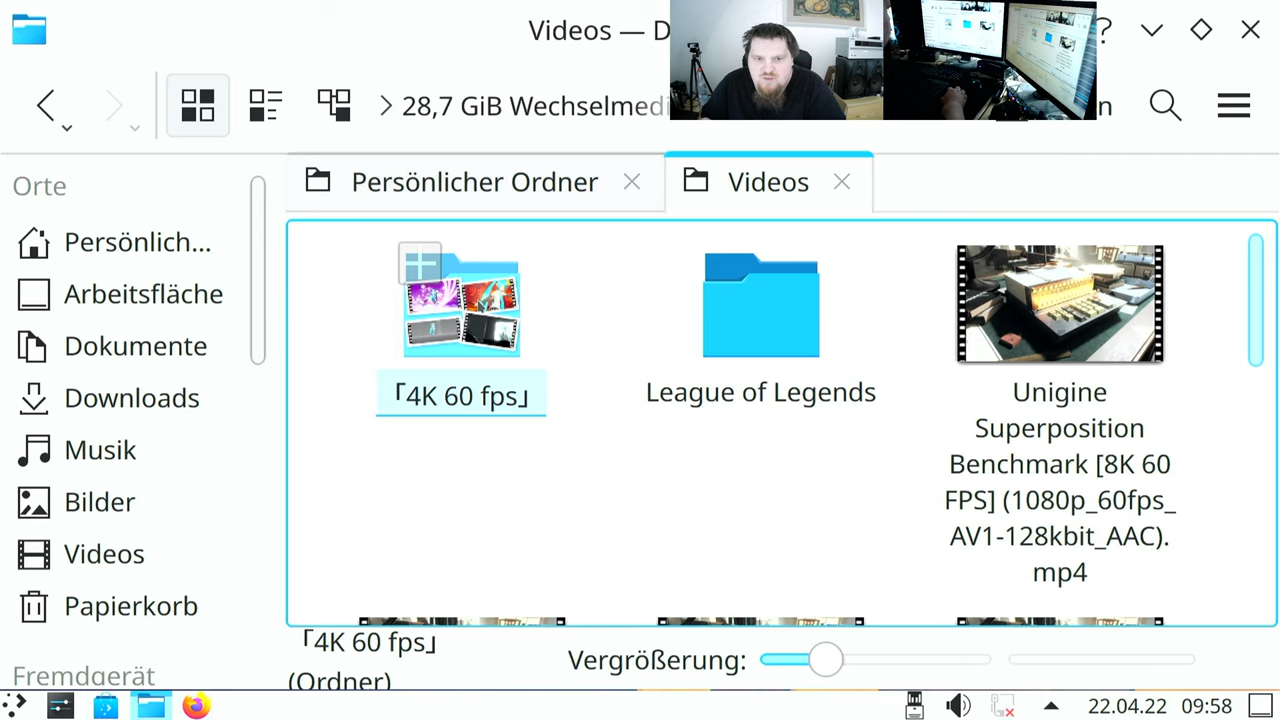 Videos — D
?
28,7 GiB Wechselmedi
n
Orte
Persönlich...
Arbeitsfläche
Dokumente
Downloads
Musik
Bilder
Videos
Papierkorb
Fremdgerät
Persönlicher Ordner
Videos
「4K 60 fps」
League of Legends
Unigine
Superposition
Benchmark [8K 60
FPS] (1080p_60fps_
AV1-128kbit_AAC).
mp4
「4K 60 fps」
(Ordner)
Vergrößerung:
22.04.22
09:58